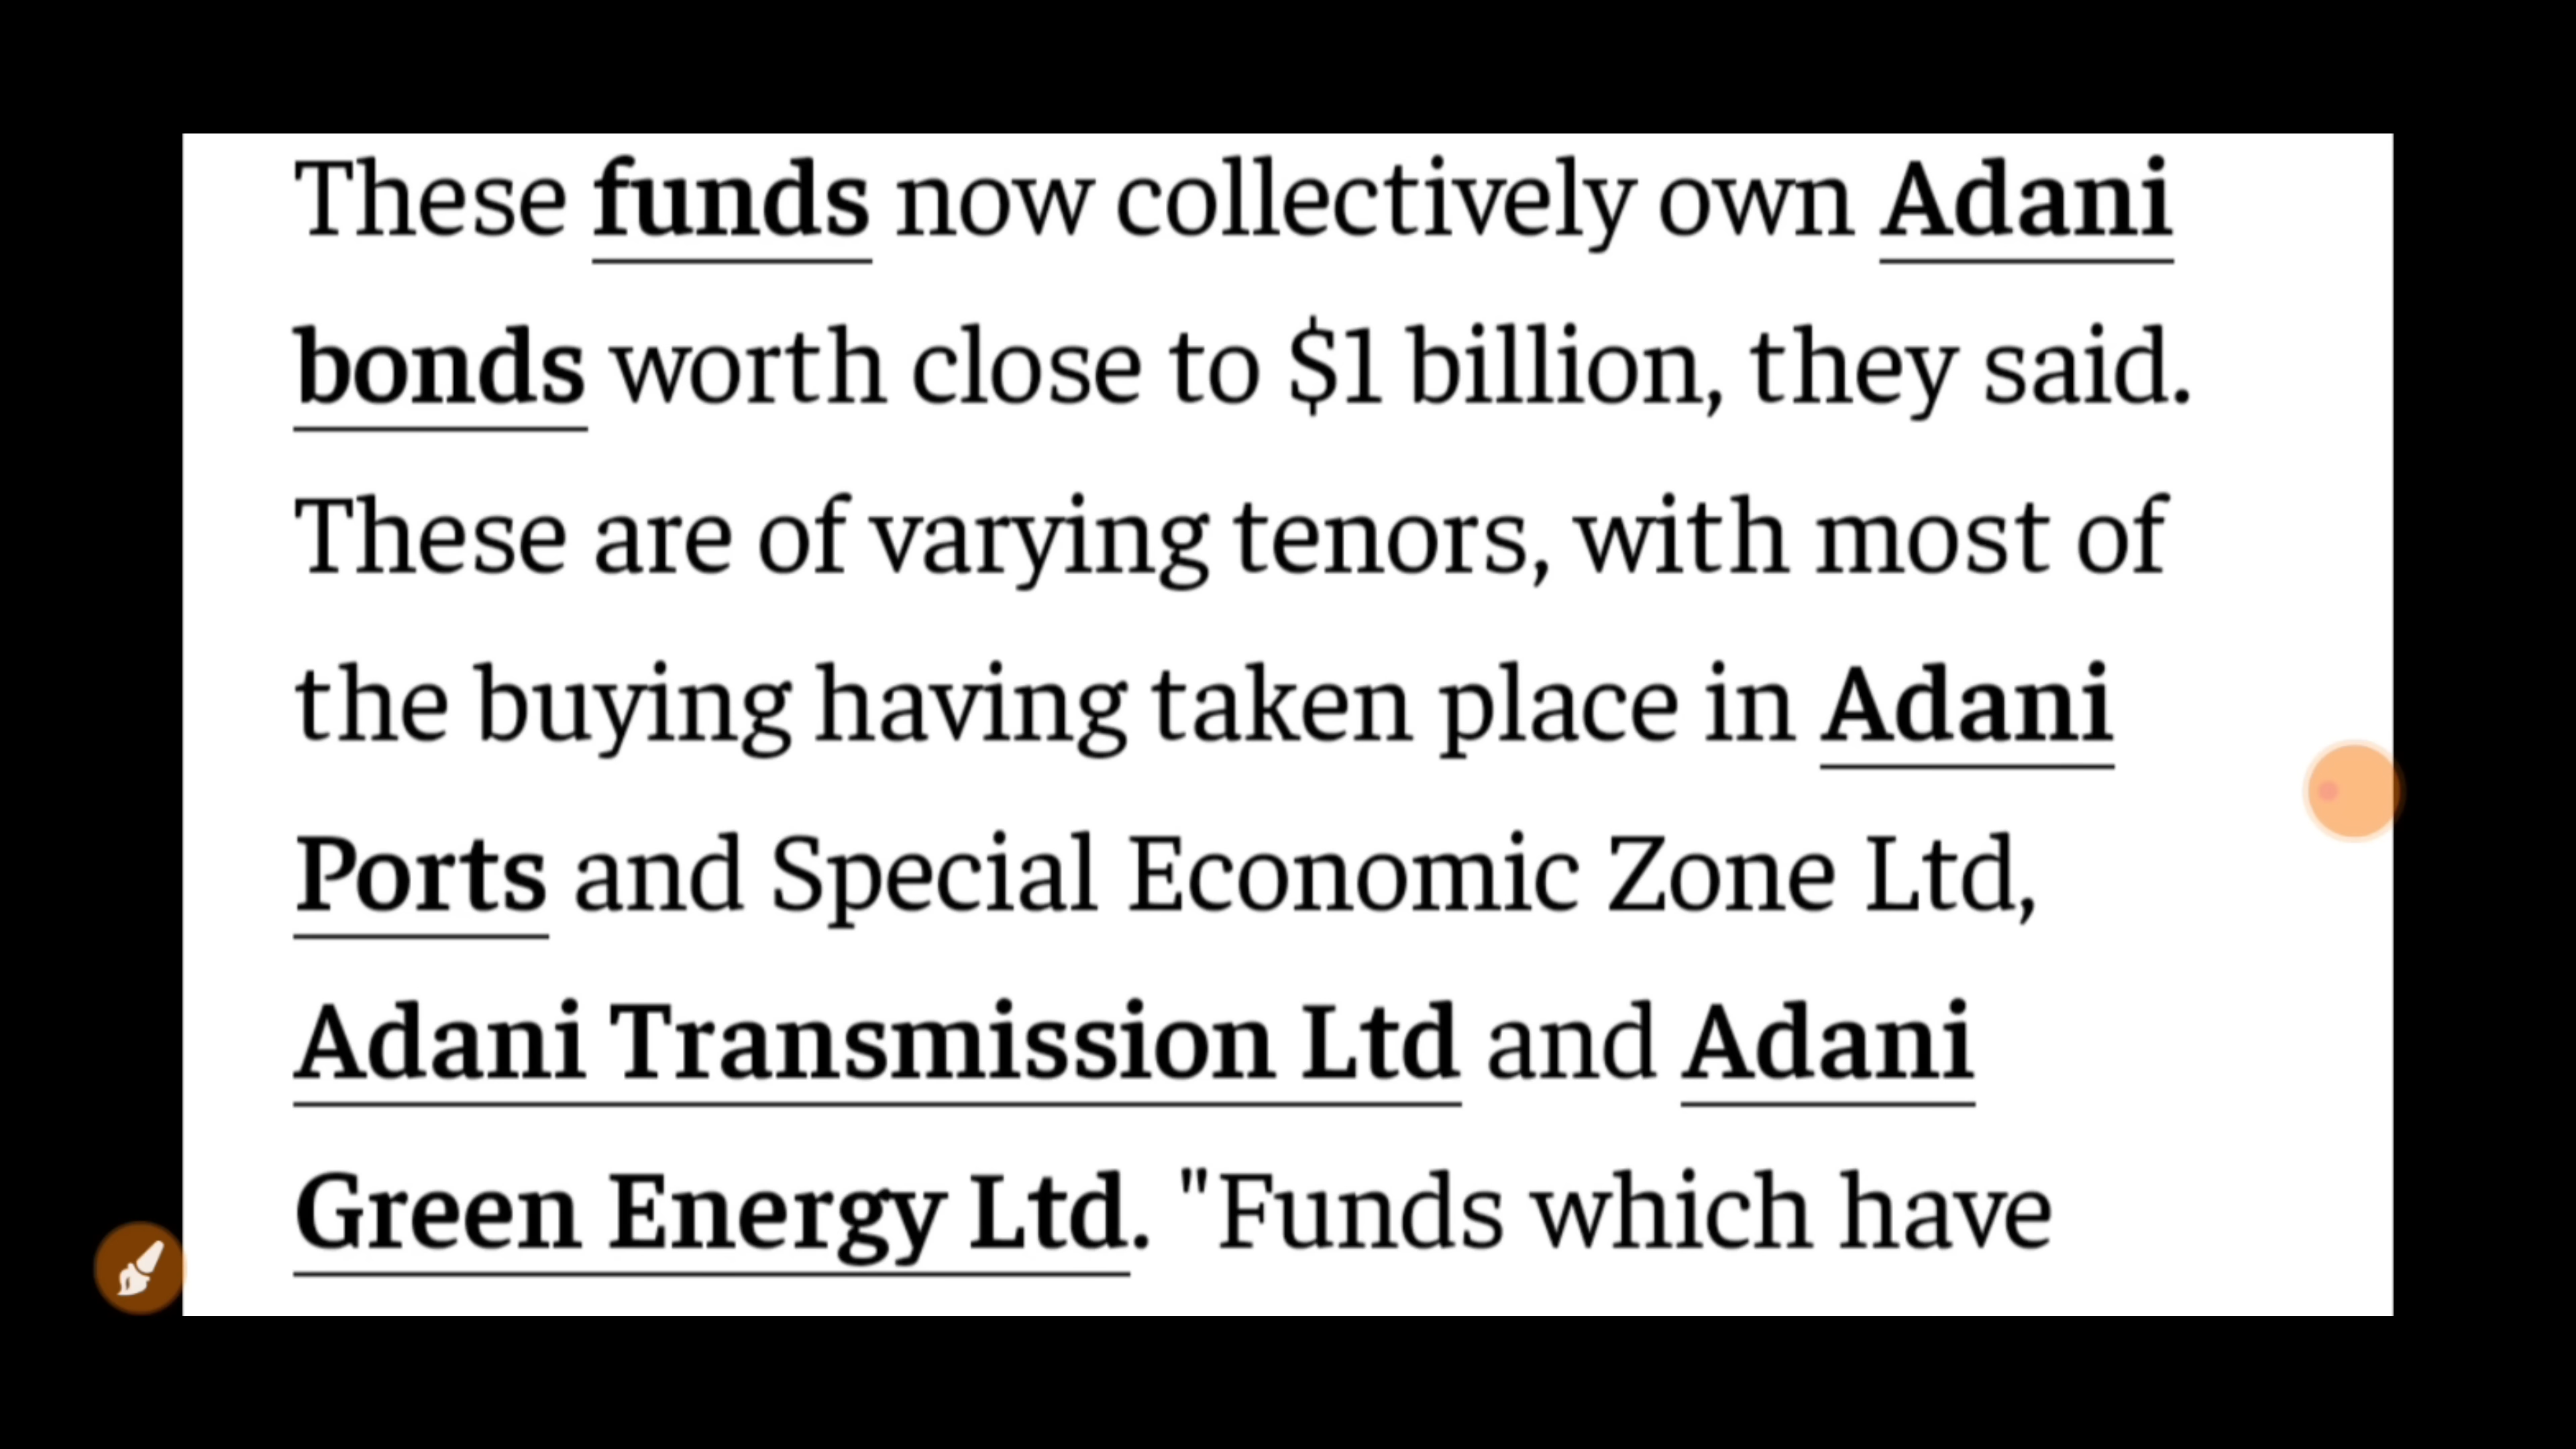 These funds now collectively own Adani
bonds worth close to $1 billion, they said.
These are of varying tenors, with most of
the buying having taken place in Adani
Ports and Special Economic Zone Ltd,
Adani Transmission Ltd and Adani
Green Energy Ltd. "Funds which have